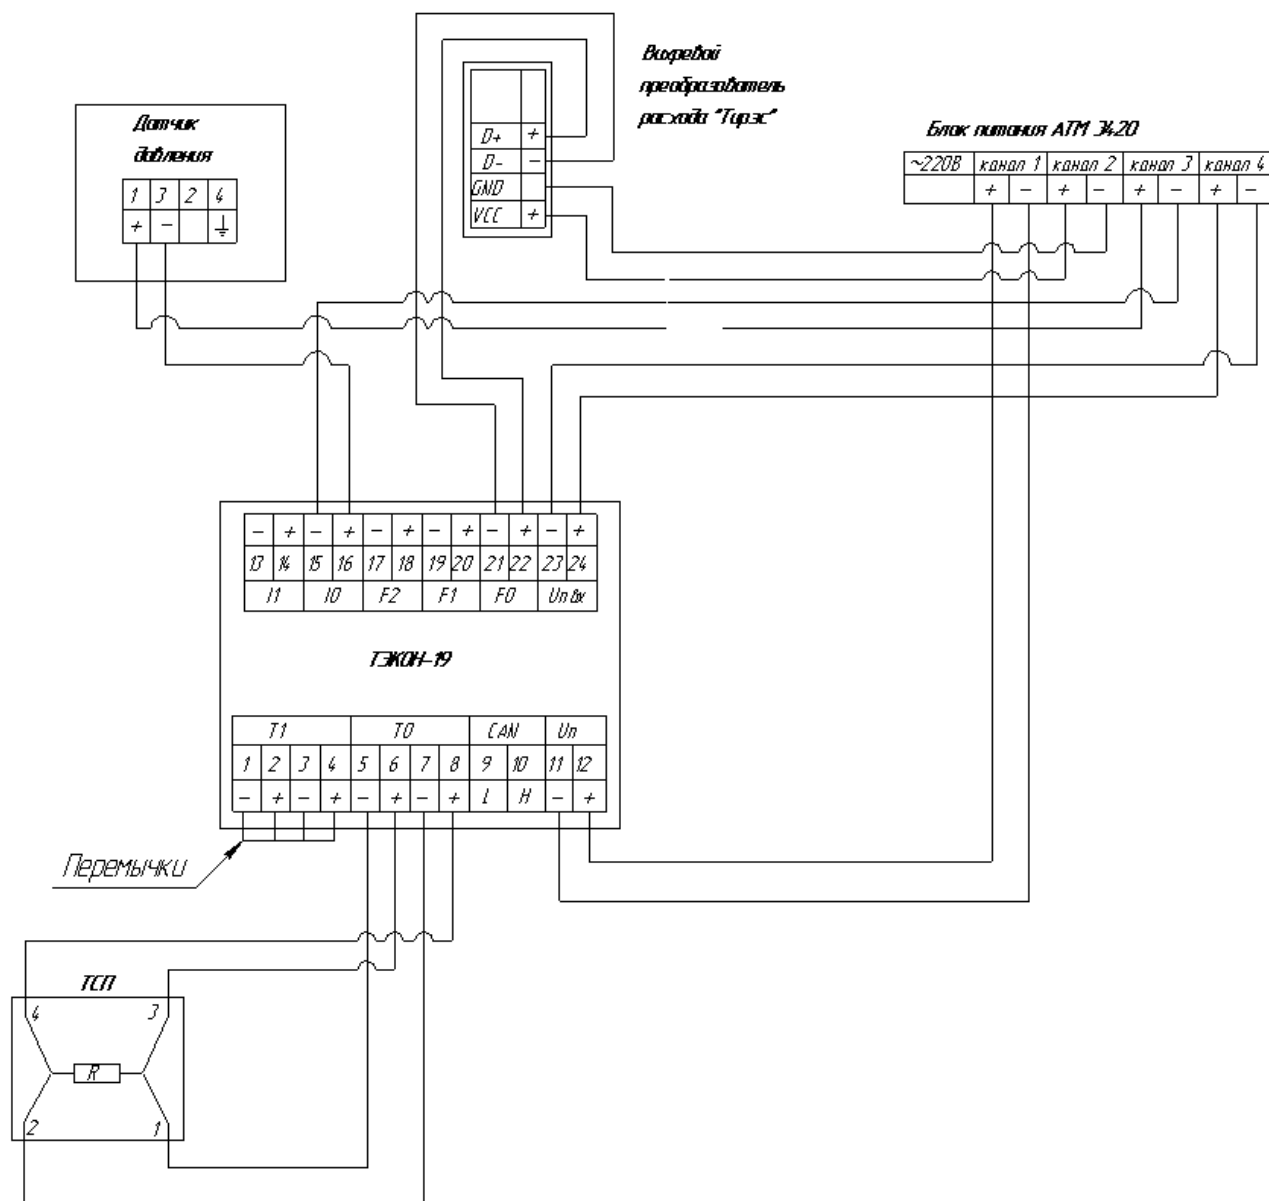 Вихревой
преобразователь
расхода "Тирэс"
Датчик
давления
1 3 2 4
+ −
D+ +
D- −
GND
VCC +
Блок питания АТМ 3420
~220В канал 1 канал 2 канал 3 канал 4
+ − + − + − + −
− + − + − + − + − + − +
13 14 15 16 17 18 19 20 21 22 23 24
I1 I0 F2 F1 F0 Uп вх
ТЭКОН-19
T1 T0 CAN Uп
1 2 3 4 5 6 7 8 9 10 11 12
− + − + − + − + L H − +
Перемычки
ТСП
4 3
R
2 1